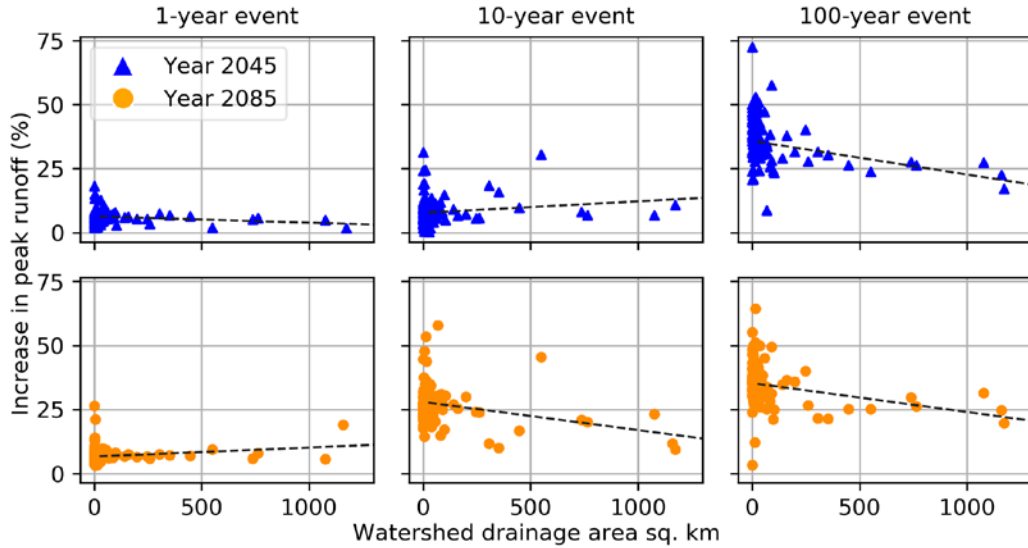 1-year event 10-year event 100-year event
75
50
25
0
Year 2045
Year 2085
75
50
25
0
Increase in peak runoff (%)
0 500 1000 0 500 1000 0 500 1000
Watershed drainage area sq. km